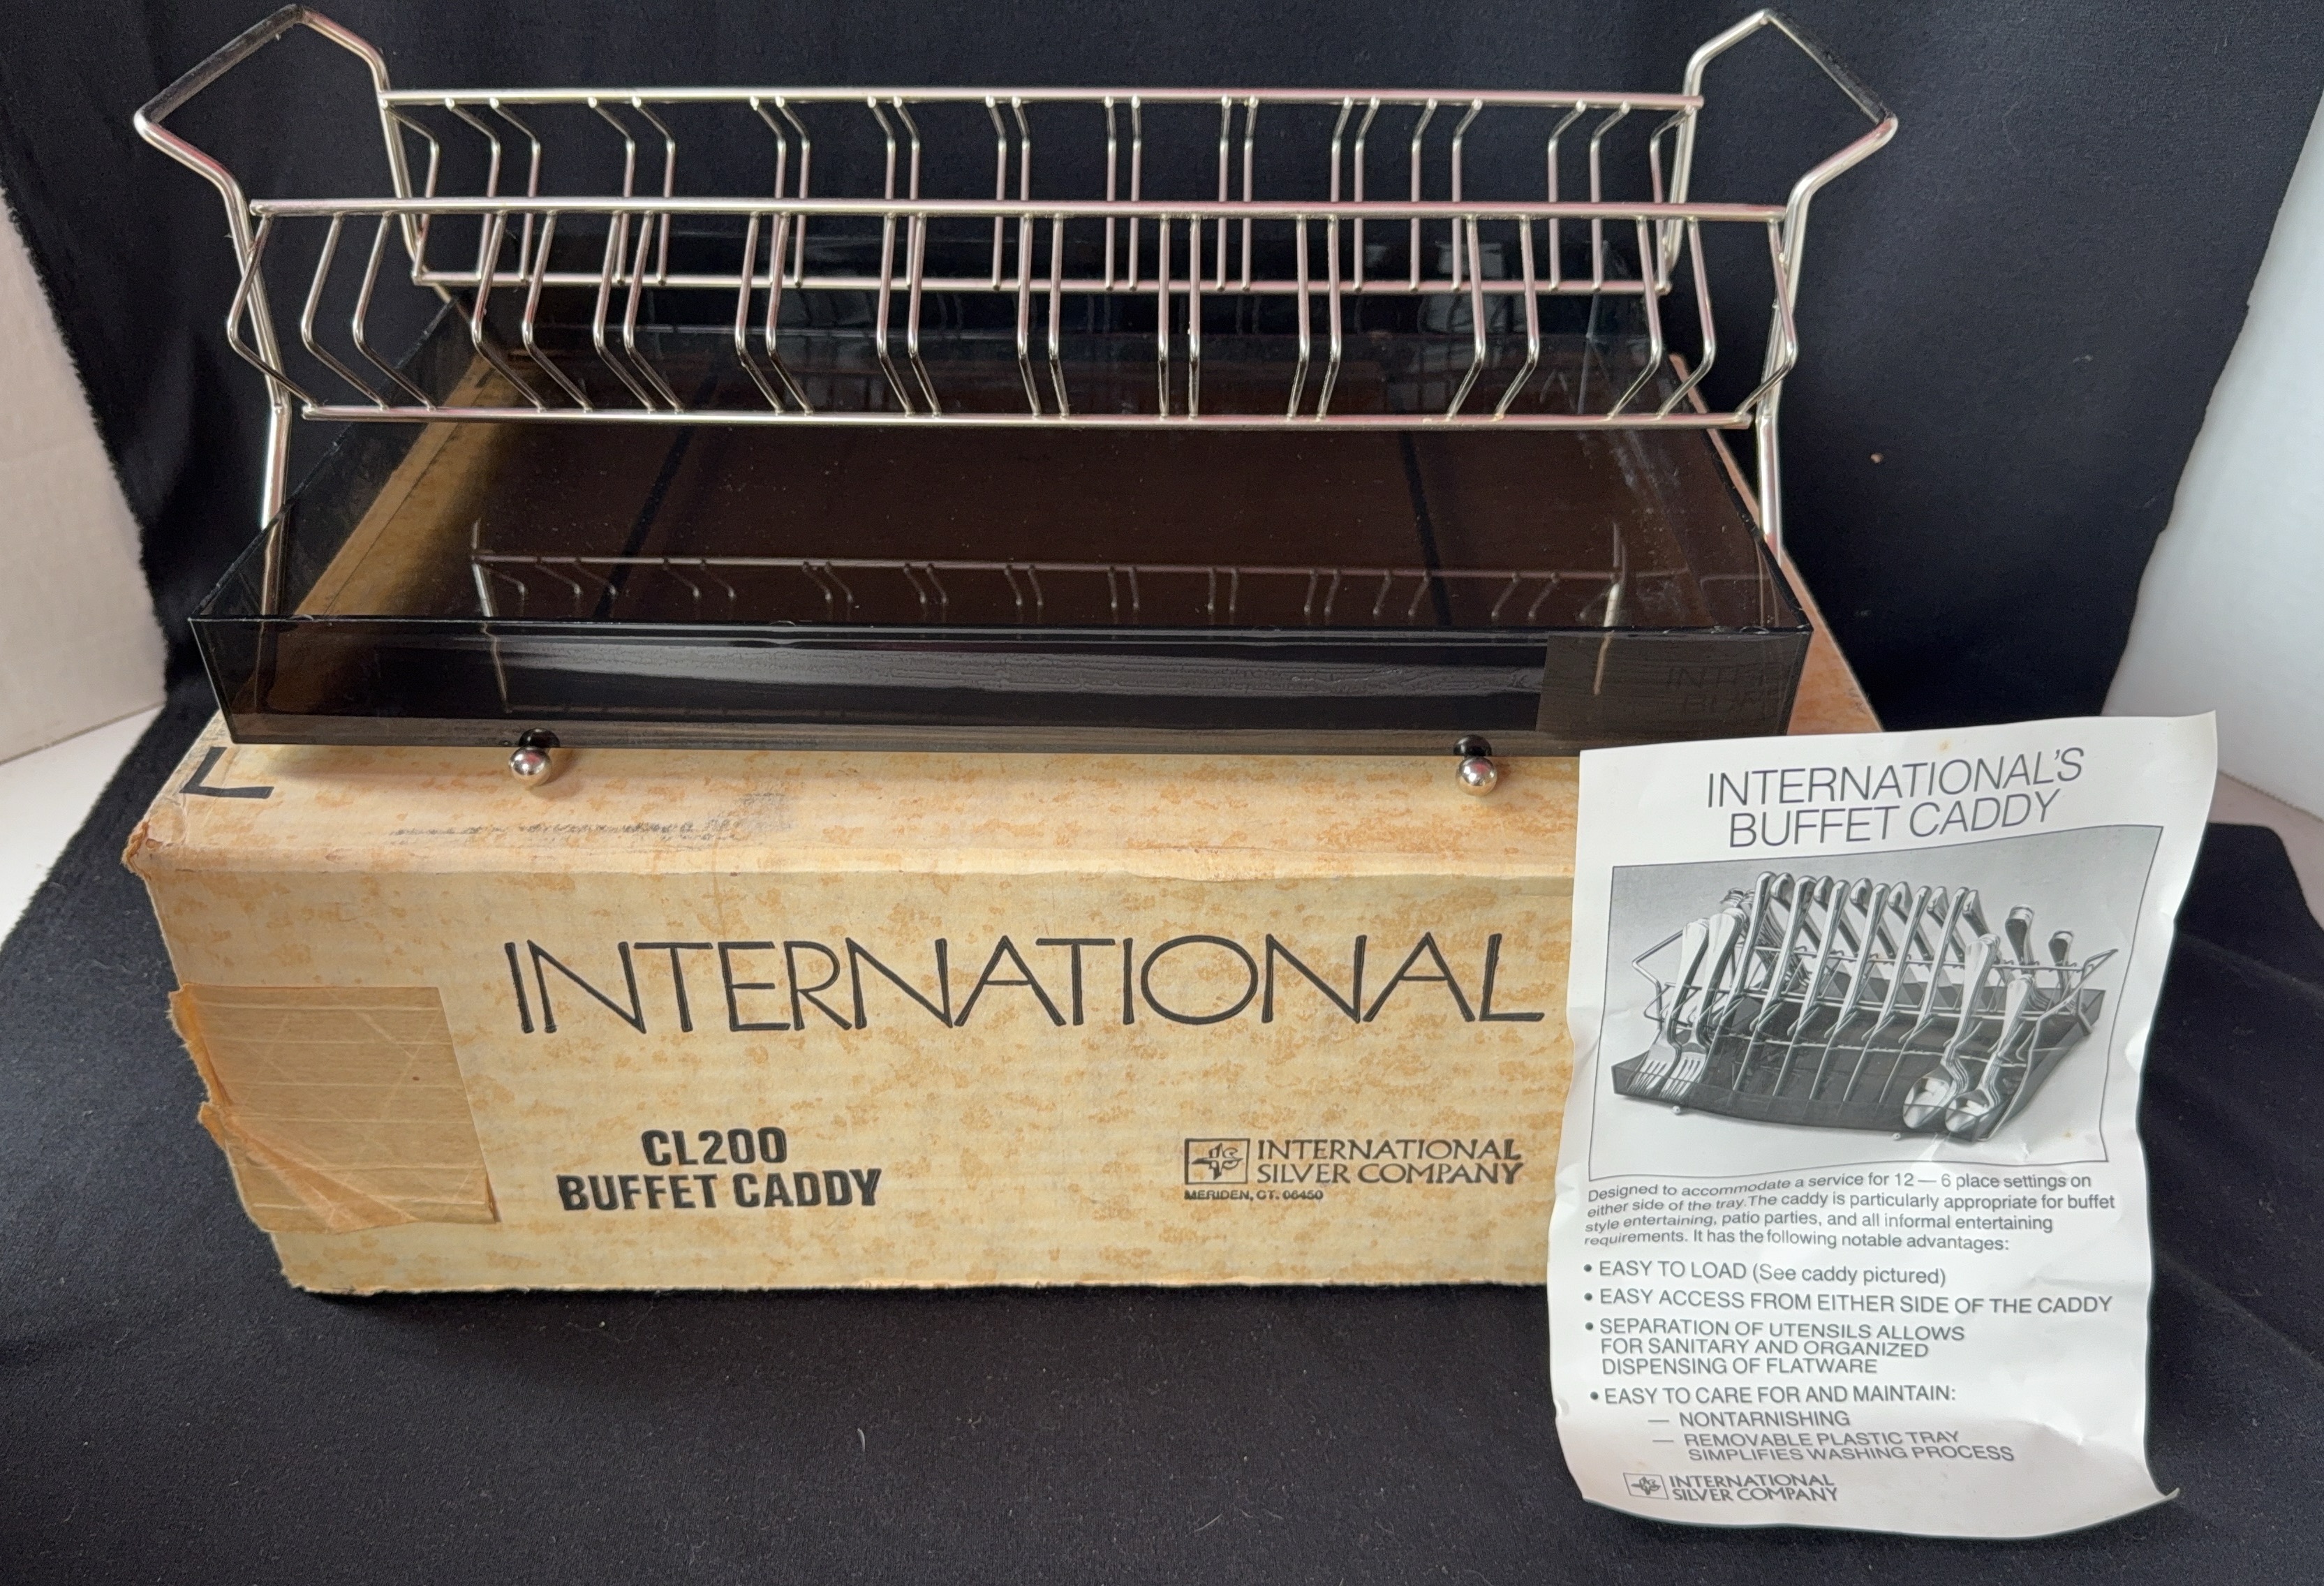 INTERNATIONAL
CL200
BUFFET CADDY
INTERNATIONAL
SILVER COMPANY
MERIDEN, CT. 06450
INTERNATIONAL'S
BUFFET CADDY
Designed to accommodate a service for 12 — 6 place settings on
either side of the tray. The caddy is particularly appropriate for buffet
style entertaining, patio parties, and all informal entertaining
requirements. It has the following notable advantages:
• EASY TO LOAD (See caddy pictured)
• EASY ACCESS FROM EITHER SIDE OF THE CADDY
• SEPARATION OF UTENSILS ALLOWS
FOR SANITARY AND ORGANIZED
DISPENSING OF FLATWARE
• EASY TO CARE FOR AND MAINTAIN:
— NONTARNISHING
— REMOVABLE PLASTIC TRAY
SIMPLIFIES WASHING PROCESS
INTERNATIONAL
SILVER COMPANY